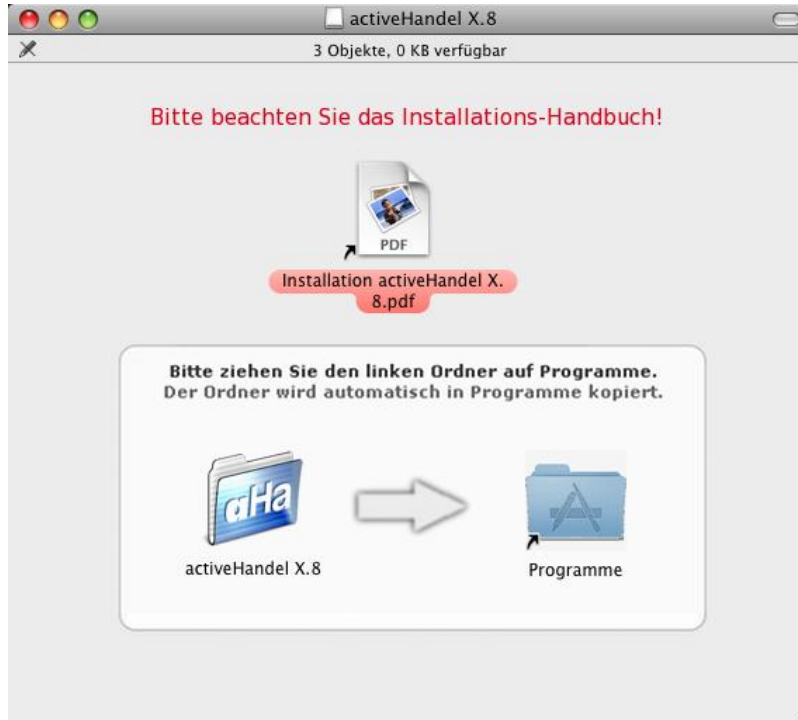 activeHandel X.8
3 Objekte, 0 KB verfügbar
Bitte beachten Sie das Installations-Handbuch!
PDF
Installation activeHandel X.
8.pdf
Bitte ziehen Sie den linken Ordner auf Programme.
Der Ordner wird automatisch in Programme kopiert.
aHa
activeHandel X.8
Programme